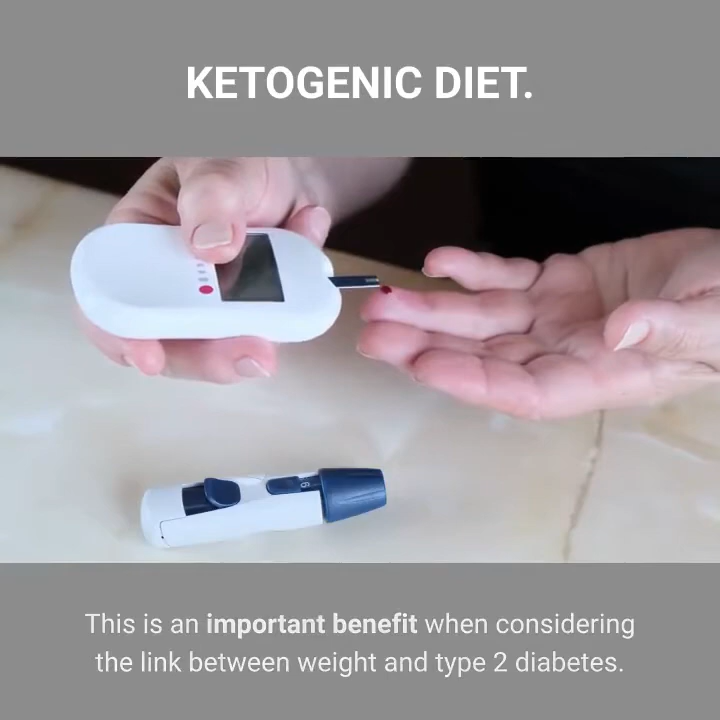 KETOGENIC DIET.
This is an important benefit when considering
the link between weight and type 2 diabetes.